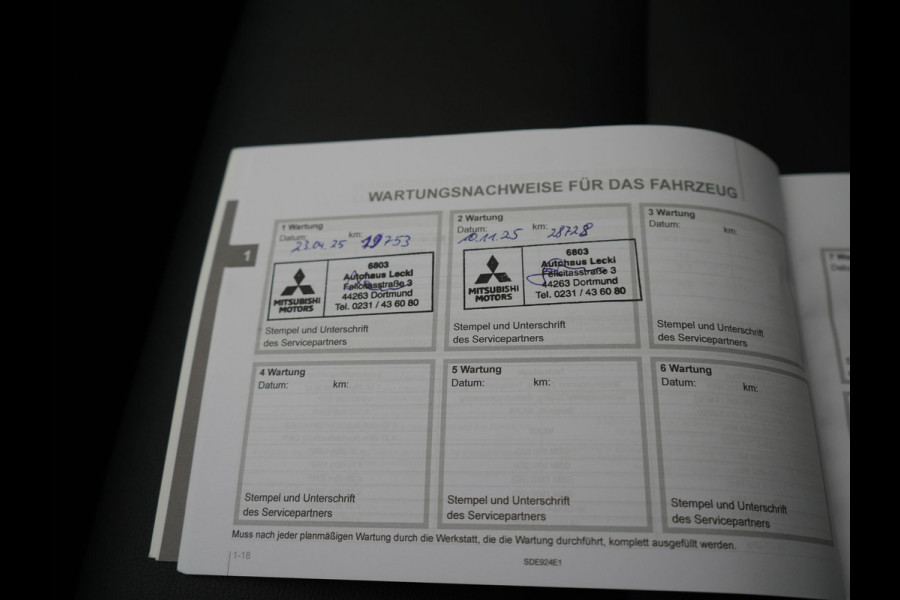 WARTUNGSNACHWEISE FÜR DAS FAHRZEUG
1
1 Wartung
Datum: km:
23.04.25 19753
MITSUBISHI
MOTORS
6803
Autohaus Lecki
Felicitasstraße 3
44263 Dortmund
Tel. 0231 / 43 60 80
Stempel und Unterschrift
des Servicepartners
2 Wartung
Datum: km:
10.11.25 28728
MITSUBISHI
MOTORS
6803
Autohaus Lecki
Felicitasstraße 3
44263 Dortmund
Tel. 0231 / 43 60 80
Stempel und Unterschrift
des Servicepartners
3 Wartung
Datum: km:
Stempel und Unterschrift
des Servicepartners
4 Wartung
Datum: km:
Stempel und Unterschrift
des Servicepartners
5 Wartung
Datum: km:
Stempel und Unterschrift
des Servicepartners
6 Wartung
Datum: km:
Stempel und Unterschrift
des Servicepartners
Muss nach jeder planmäßigen Wartung durch die Werkstatt, die die Wartung durchführt, komplett ausgefüllt werden.
1-18
SDE924E1